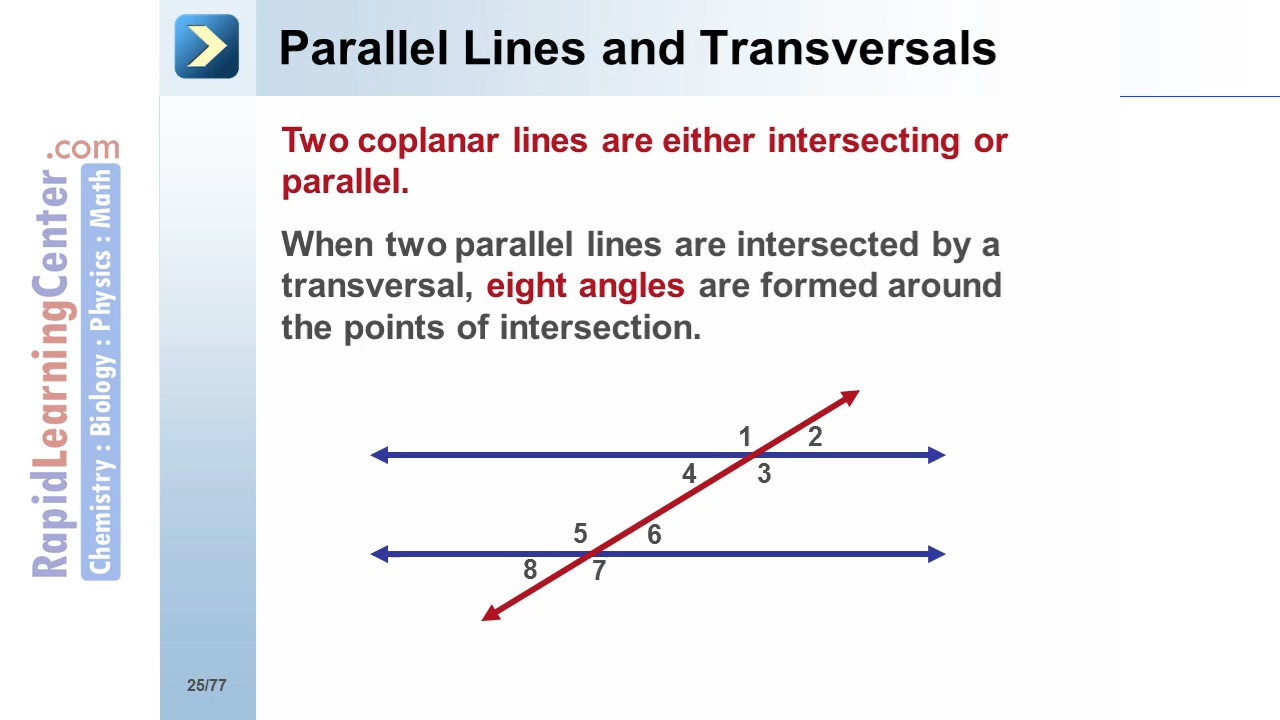 Parallel Lines and Transversals
Two coplanar lines are either intersecting or
parallel.
When two parallel lines are intersected by a
transversal, eight angles are formed around
the points of intersection.
1 2
4 3
5 6
8 7
RapidLearningCenter.com
Chemistry : Biology : Physics : Math
25/77